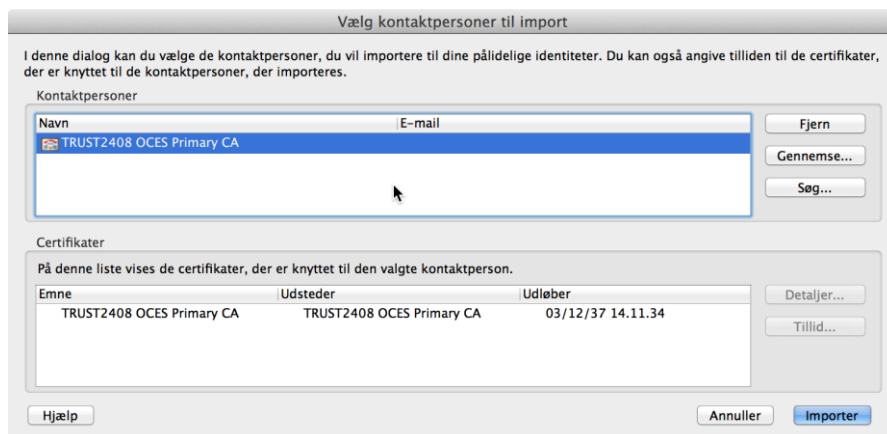 Vælg kontaktpersoner til import
I denne dialog kan du vælge de kontaktpersoner, du vil importere til dine pålidelige identiteter. Du kan også angive tilliden til de certifikater,
der er knyttet til de kontaktpersoner, der importeres.
Kontaktpersoner
Navn E-mail
TRUST2408 OCES Primary CA
Fjern
Gennemse...
Søg...
Certifikater
På denne liste vises de certifikater, der er knyttet til den valgte kontaktperson.
Emne Udsteder Udløber
TRUST2408 OCES Primary CA TRUST2408 OCES Primary CA 03/12/37 14.11.34
Detaljer...
Tillid...
Hjælp Annuller Importer